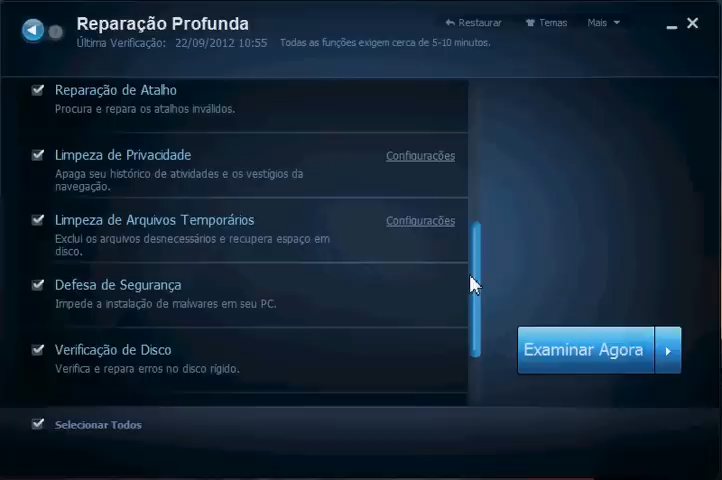 Reparação Profunda
Restaurar
Temas
Mais
Última Verificação: 22/09/2012 10:55
Todas as funções exigem cerca de 5-10 minutos.
Reparação de Atalho
Procura e repara os atalhos inválidos.
Limpeza de Privacidade
Configurações
Apaga seu histórico de atividades e os vestígios da
navegação.
Limpeza de Arquivos Temporários
Configurações
Exclui os arquivos desnecessários e recupera espaço em
disco.
Defesa de Segurança
Impede a instalação de malwares em seu PC.
Verificação de Disco
Verifica e repara erros no disco rígido.
Examinar Agora
Selecionar Todos